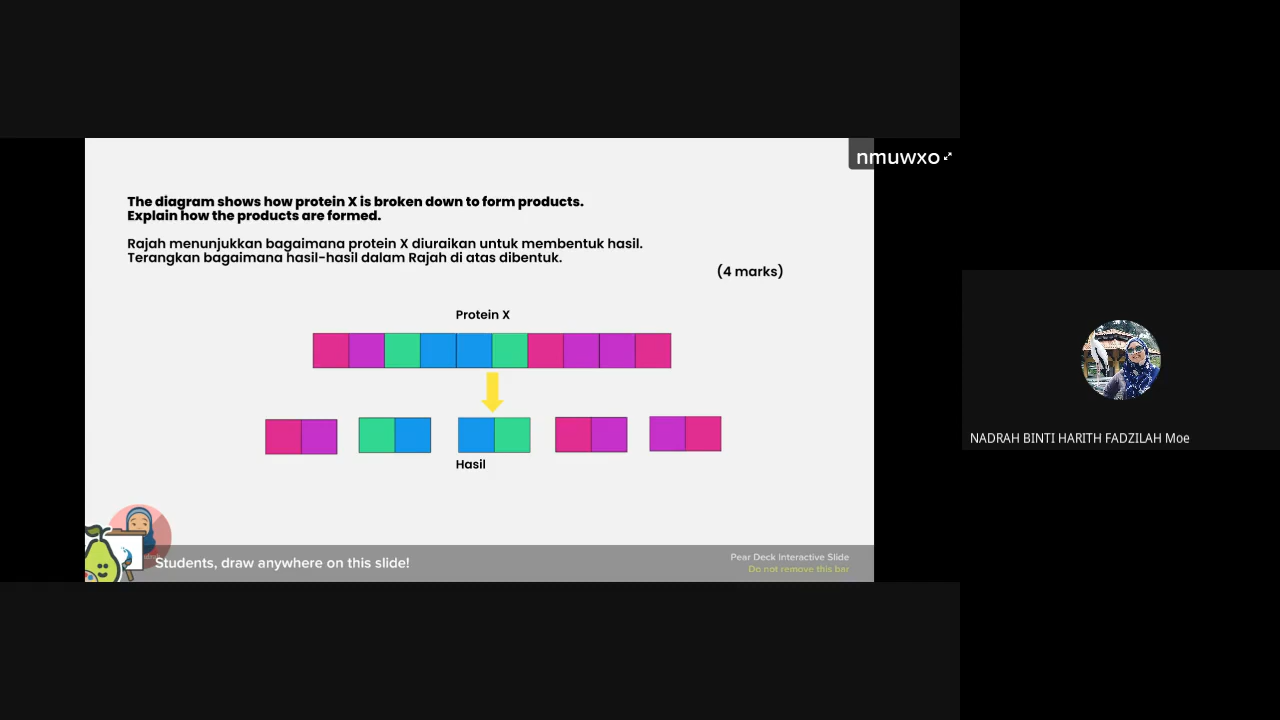 nmuwxo
The diagram shows how protein X is broken down to form products.
Explain how the products are formed.
Rajah menunjukkan bagaimana protein X diuraikan untuk membentuk hasil.
Terangkan bagaimana hasil-hasil dalam Rajah di atas dibentuk.
(4 marks)
Protein X
Hasil
Students, draw anywhere on this slide!
Pear Deck Interactive Slide
Do not remove this bar
NADRAH BINTI HARITH FADZILAH Moe